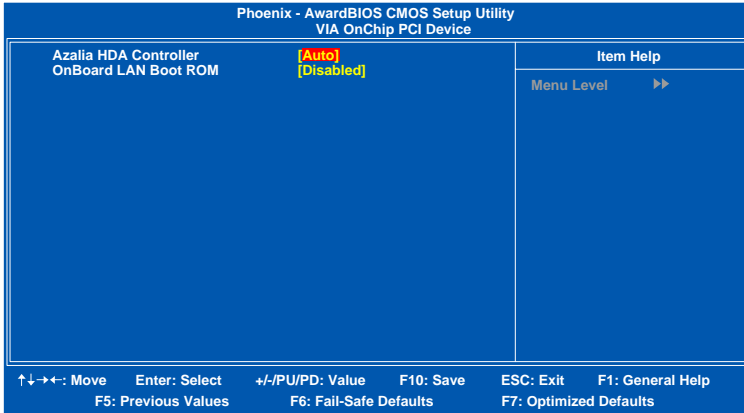 Phoenix - AwardBIOS CMOS Setup Utility
VIA OnChip PCI Device
Azalia HDA Controller [Auto]
OnBoard LAN Boot ROM [Disabled]
Item Help
Menu Level ▶▶
↑↓→←: Move Enter: Select +/-/PU/PD: Value F10: Save ESC: Exit F1: General Help
F5: Previous Values F6: Fail-Safe Defaults F7: Optimized Defaults